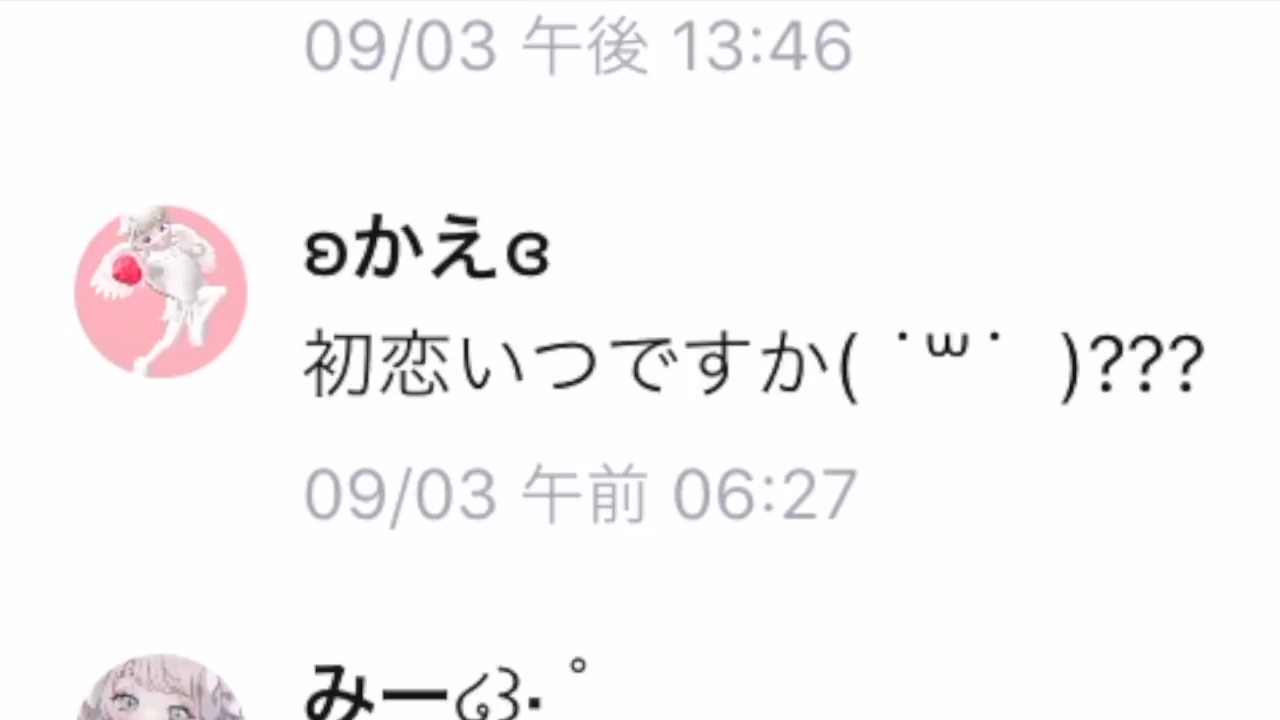 09/03 午後 13:46
ʚかえɞ
初恋いつですか( ˙꒳˙  )???
09/03 午前 06:27
みー໒꒱· ﾟ